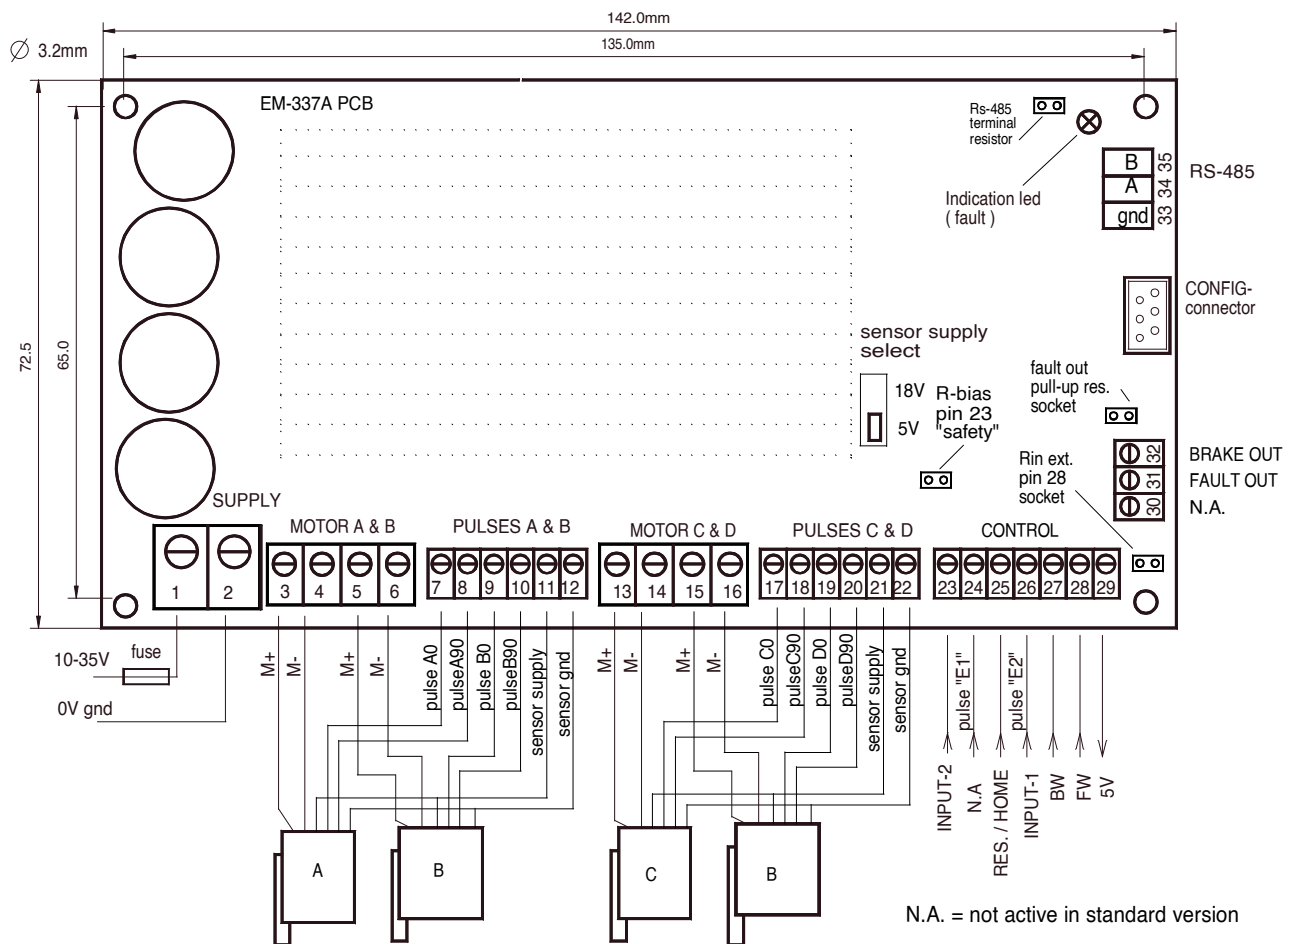 142.0mm
135.0mm
3.2mm
72.5
65.0
EM-337A PCB
Rs-485
terminal
resistor
Indication led
( fault )
B 35
A 34
gnd 33
RS-485
CONFIG-
connector
sensor supply
select
18V
5V
R-bias
pin 23
"safety"
fault out
pull-up res.
socket
Rin ext.
pin 28
socket
32 BRAKE OUT
31 FAULT OUT
30 N.A.
SUPPLY
MOTOR A & B
PULSES A & B
MOTOR C & D
PULSES C & D
CONTROL
1 2 3 4 5 6 7 8 9 10 11 12 13 14 15 16 17 18 19 20 21 22 23 24 25 26 27 28 29
10-35V
fuse
0V gnd
M+
M-
M+
M-
pulse A0
pulseA90
pulse B0
pulseB90
sensor supply
sensor gnd
M+
M-
M+
M-
pulse C0
pulseC90
pulse D0
pulseD90
sensor supply
sensor gnd
pulse "E1"
pulse "E2"
INPUT-2
N.A
RES. / HOME
INPUT-1
BW
FW
5V
A
B
C
B
N.A. = not active in standard version